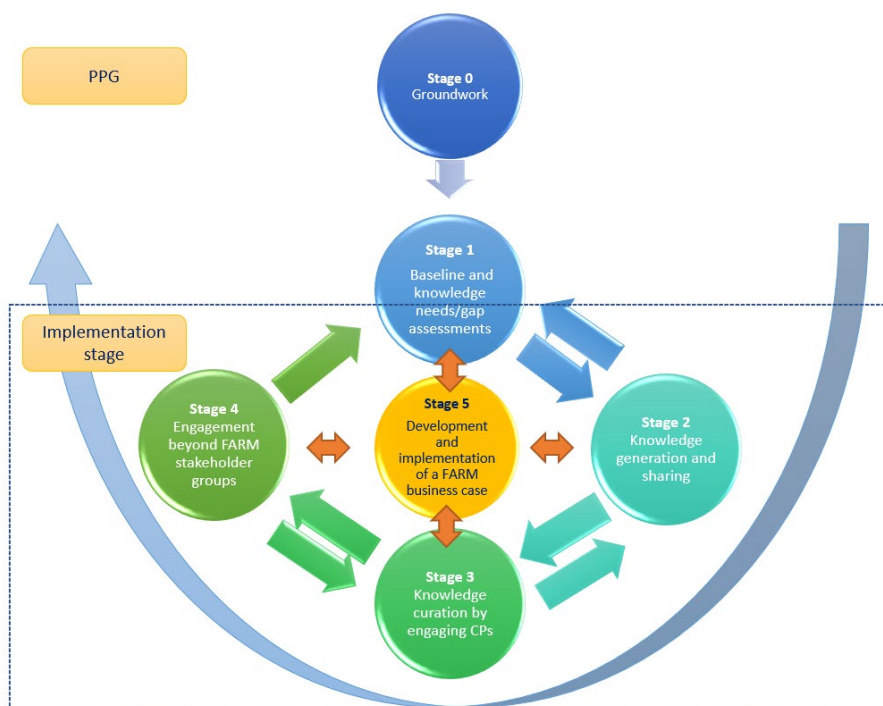 PPG
Stage 0
Groundwork
Stage 1
Baseline and
knowledge
needs/gap
assessments
Implementation
stage
Stage 4
Engagement
beyond FARM
stakeholder
groups
Stage 5
Development and
implementation
of a FARM
business case
Stage 2
Knowledge
generation and
sharing
Stage 3
Knowledge
curation by
engaging CPs